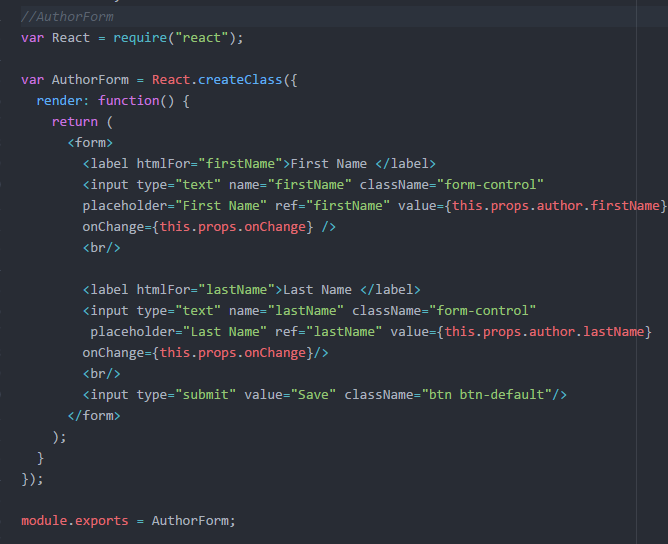 //AuthorForm
var React = require("react");
var AuthorForm = React.createClass({
render: function() {
return (
<form>
<label htmlFor="firstName">First Name </label>
<input type="text" name="firstName" className="form-control"
placeholder="First Name" ref="firstName" value={this.props.author.firstName}
onChange={this.props.onChange} />
<br/>
<label htmlFor="lastName">Last Name </label>
<input type="text" name="lastName" className="form-control"
placeholder="Last Name" ref="lastName" value={this.props.author.lastName}
onChange={this.props.onChange}/>
<br/>
<input type="submit" value="Save" className="btn btn-default"/>
</form>
);
}
});
module.exports = AuthorForm;